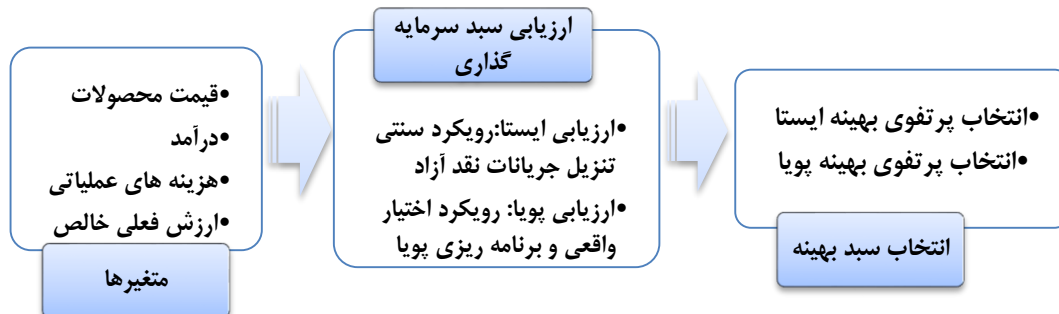 •قیمت محصولات
•درآمد
•هزینه های عملیاتی
•ارزش فعلی خالص
متغیرها
ارزیابی سبد سرمایه
گذاری
•ارزیابی ایستا:رویکرد سنتی
تنزیل جریانات نقد آزاد
•ارزیابی پویا: رویکرد اختیار
واقعی و برنامه ریزی پویا
•انتخاب پرتفوی بهینه ایستا
•انتخاب پرتفوی بهینه پویا
انتخاب سبد بهینه